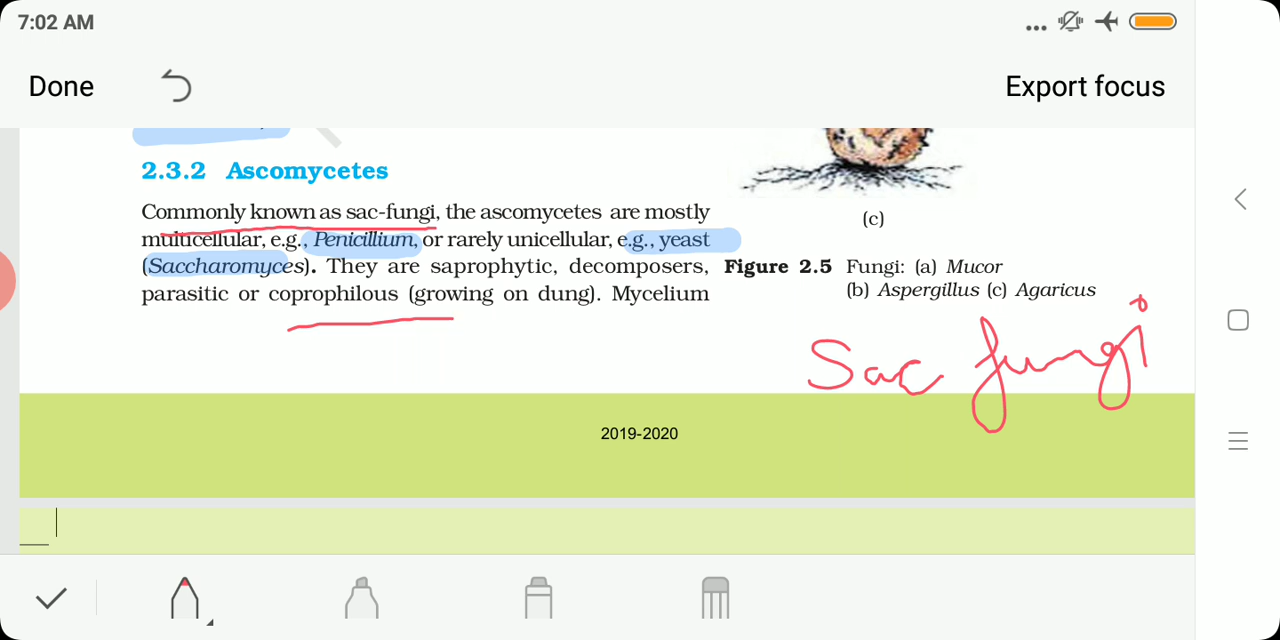 7:02 AM
Done
Export focus
2.3.2 Ascomycetes
Commonly known as sac-fungi, the ascomycetes are mostly
multicellular, e.g., Penicillium, or rarely unicellular, e.g., yeast
(Saccharomyces). They are saprophytic, decomposers,
parasitic or coprophilous (growing on dung). Mycelium
(c)
Figure 2.5 Fungi: (a) Mucor
(b) Aspergillus (c) Agaricus
Sac fungi
2019-2020